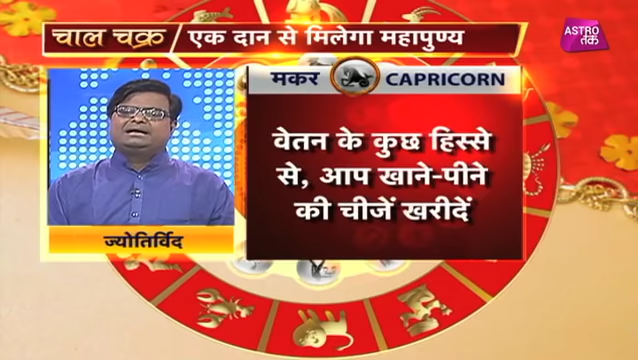 चाल चक्र / एक दान से मिलेगा महापुण्य
ASTRO
तक
मकर CAPRICORN
वेतन के कुछ हिस्से
से, आप खाने-पीने
की चीजें खरीदें
ज्योतिर्विद